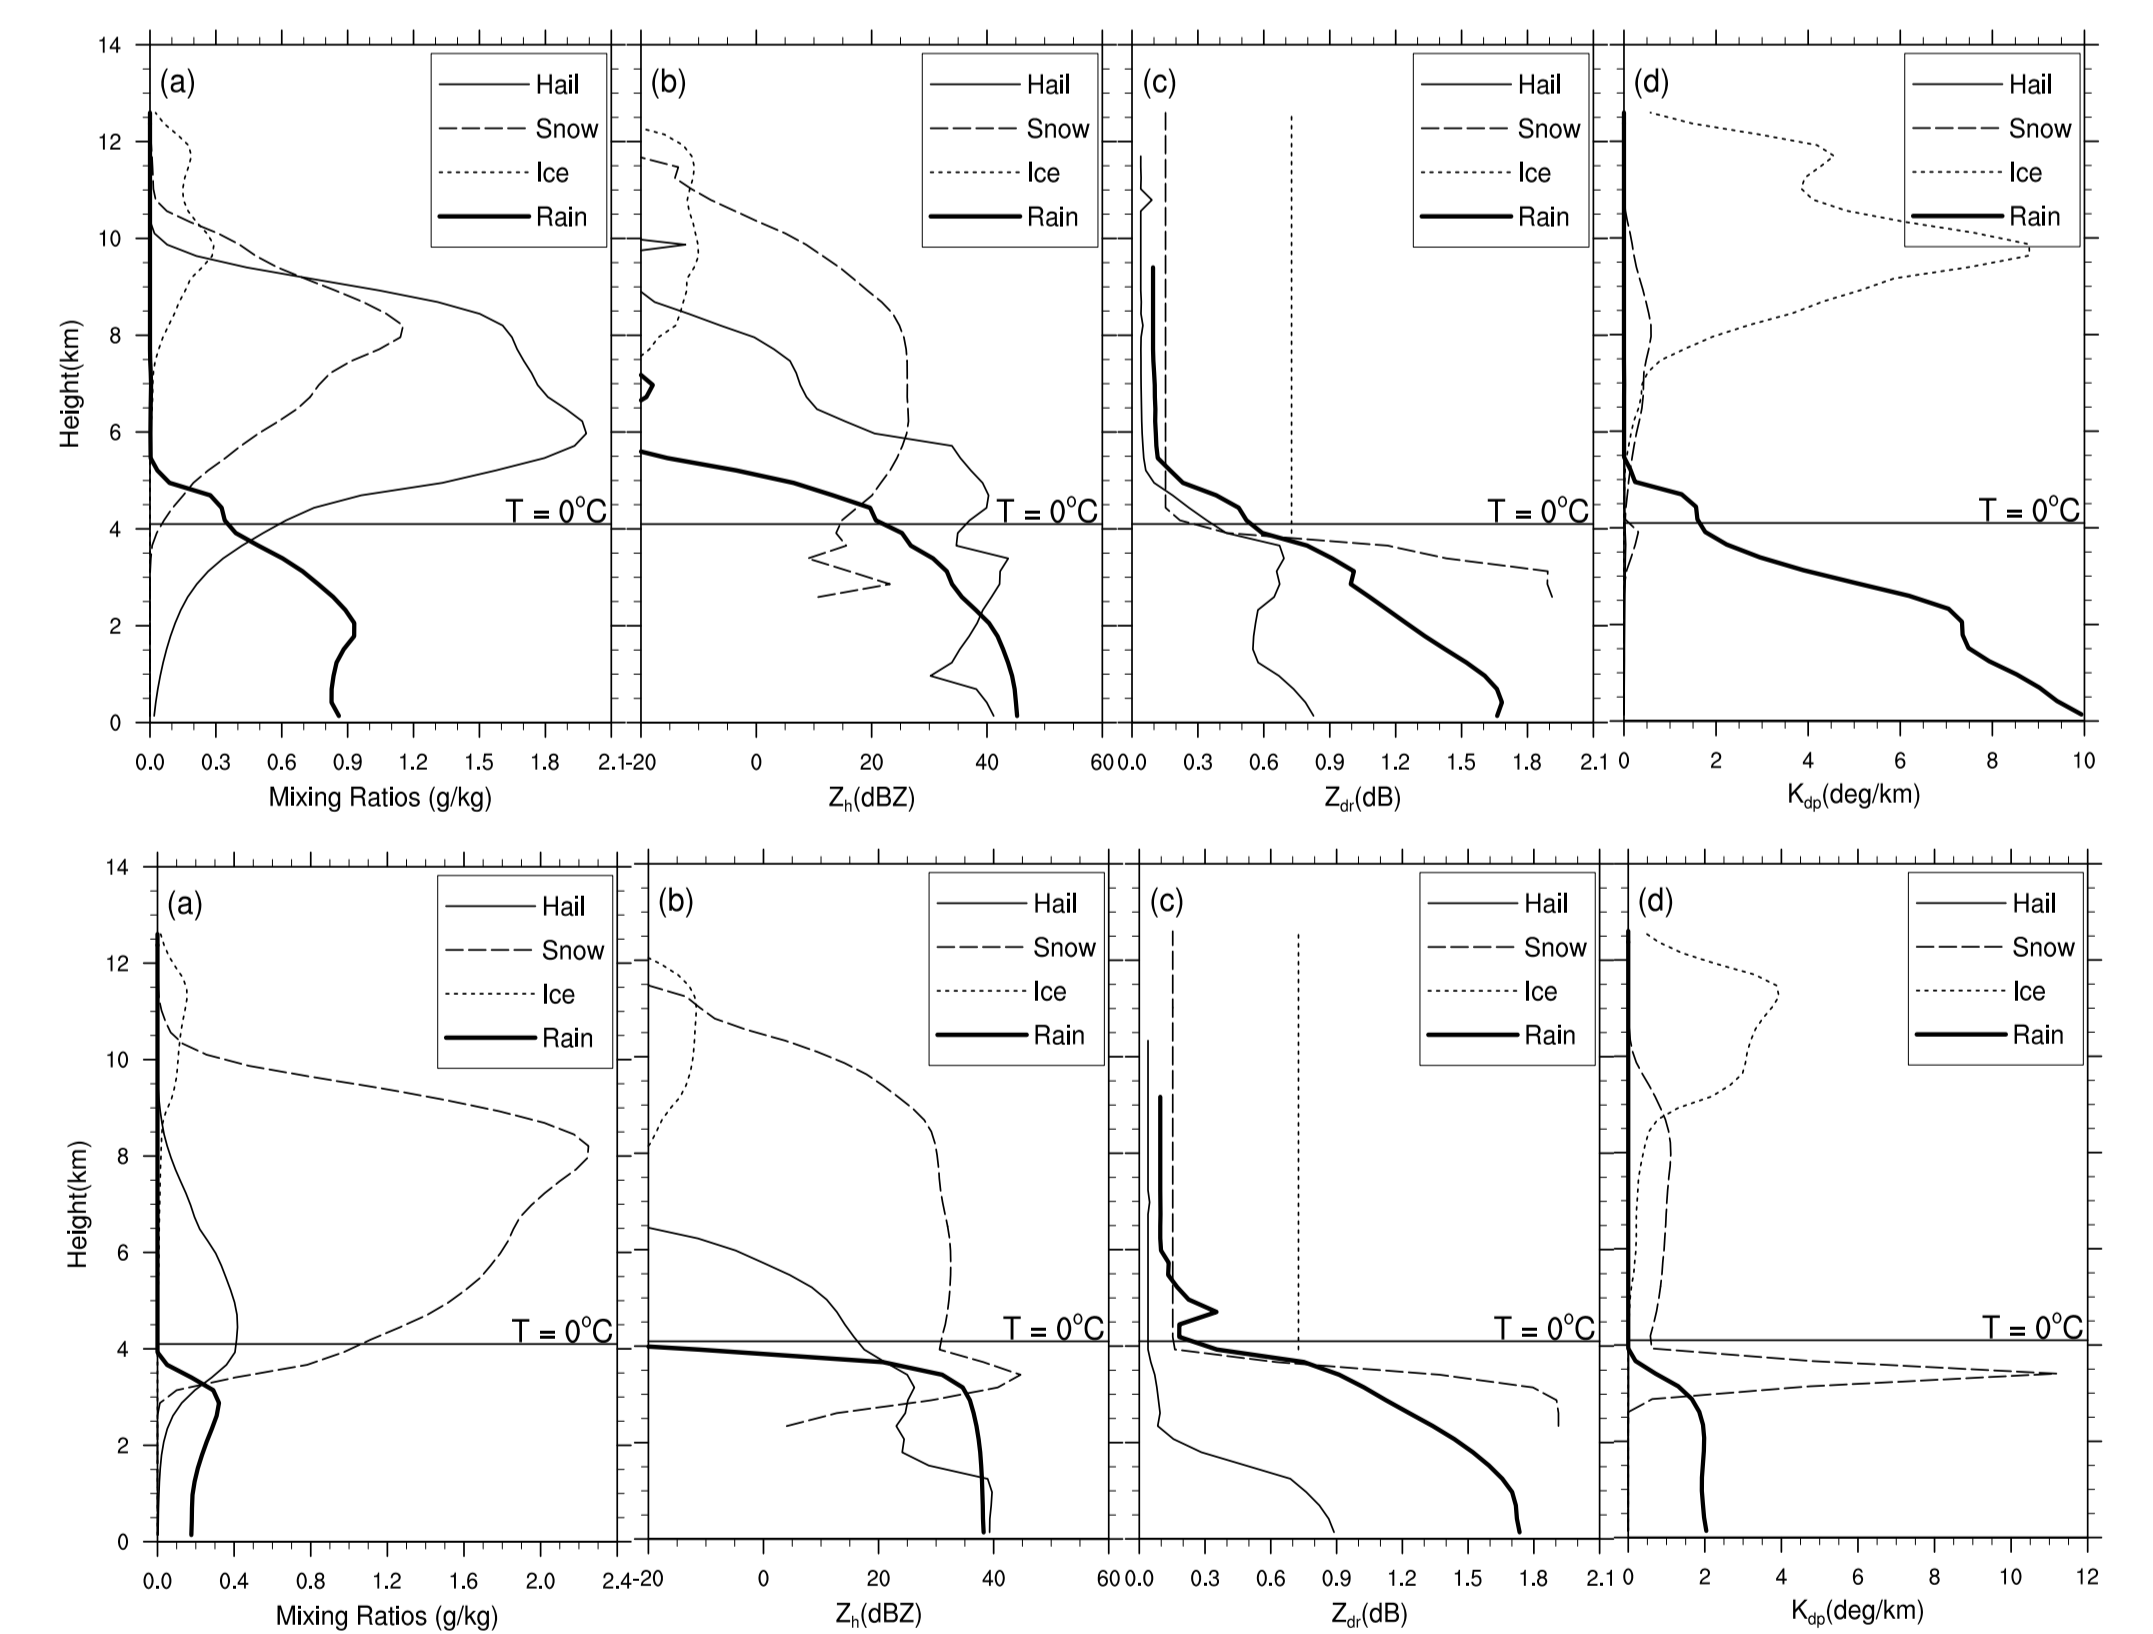 (a) Hail Snow Ice Rain
(b) Hail Snow Ice Rain
(c) Hail Snow Ice Rain
(d) Hail Snow Ice Rain
14
12
10
8
6
4
2
0
Height(km)
T = 0°C T = 0°C T = 0°C T = 0°C
0.0 0.3 0.6 0.9 1.2 1.5 1.8 2.1 -20 0 20 40 60 0.0 0.3 0.6 0.9 1.2 1.5 1.8 2.1 0 2 4 6 8 10
Mixing Ratios (g/kg) Zh(dBZ) Zdr(dB) Kdp(deg/km)
(a) Hail Snow Ice Rain
(b) Hail Snow Ice Rain
(c) Hail Snow Ice Rain
(d) Hail Snow Ice Rain
14
12
10
8
6
4
2
0
Height(km)
T = 0°C T = 0°C T = 0°C T = 0°C
0.0 0.4 0.8 1.2 1.6 2.0 2.4 -20 0 20 40 60 0.0 0.3 0.6 0.9 1.2 1.5 1.8 2.1 0 2 4 6 8 10 12
Mixing Ratios (g/kg) Zh(dBZ) Zdr(dB) Kdp(deg/km)